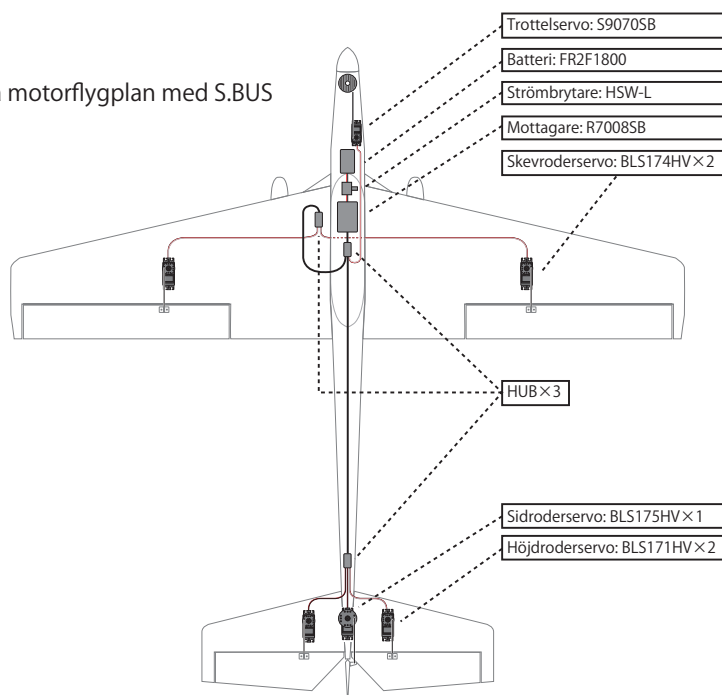 motorflygplan med S.BUS
Trottelservo: S9070SB
Batteri: FR2F1800
Strömbrytare: HSW-L
Mottagare: R7008SB
Skevroderservo: BLS174HV×2
HUB×3
Sidroderservo: BLS175HV×1
Höjdroderservo: BLS171HV×2